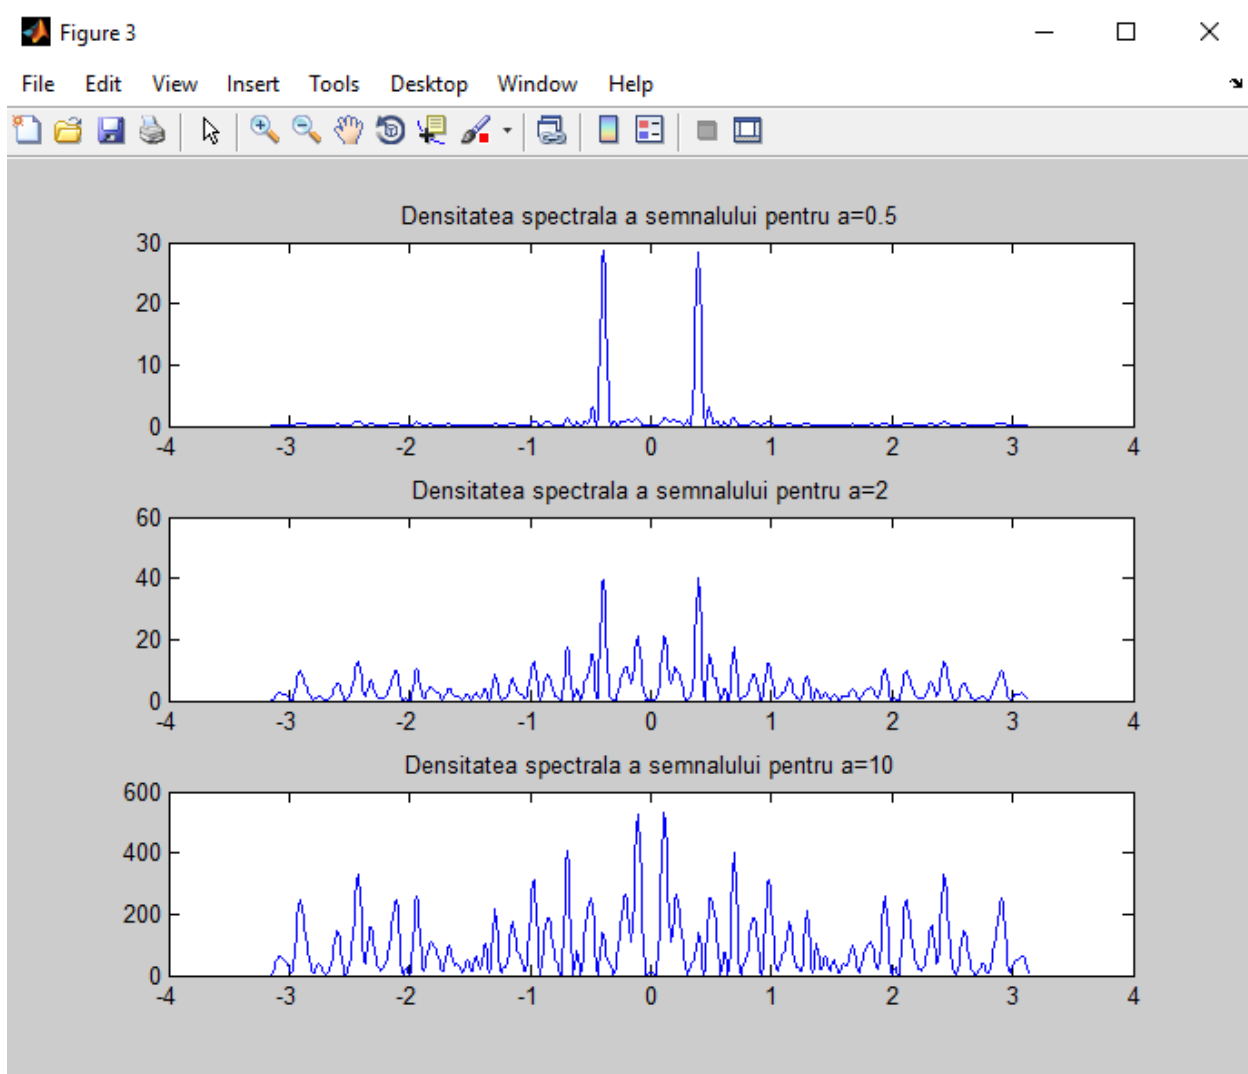 Figure 3
File Edit View Insert Tools Desktop Window Help
Densitatea spectrala a semnalului pentru a=0.5
30
20
10
0
-4 -3 -2 -1 0 1 2 3 4
Densitatea spectrala a semnalului pentru a=2
60
40
20
0
-4 -3 -2 -1 0 1 2 3 4
Densitatea spectrala a semnalului pentru a=10
600
400
200
0
-4 -3 -2 -1 0 1 2 3 4